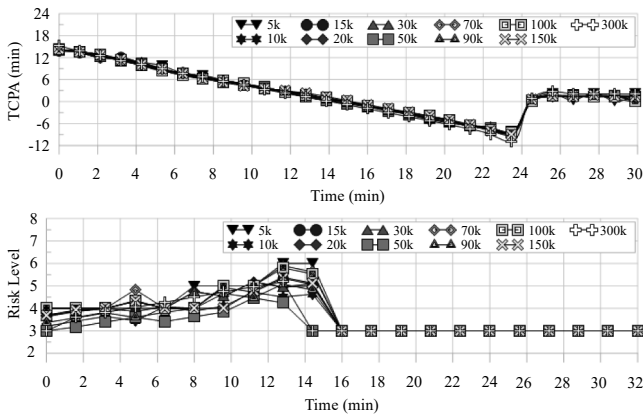 24
18
12
6
0
-6
-12
TCPA (min)
5k 15k 30k 70k 100k 300k
10k 20k 50k 90k 150k
0 2 4 6 8 10 12 14 16 18 20 22 24 26 28 30
Time (min)
8
7
6
5
4
3
2
Risk Level
5k 15k 30k 70k 100k 300k
10k 20k 50k 90k 150k
0 2 4 6 8 10 12 14 16 18 20 22 24 26 28 30 32
Time (min)